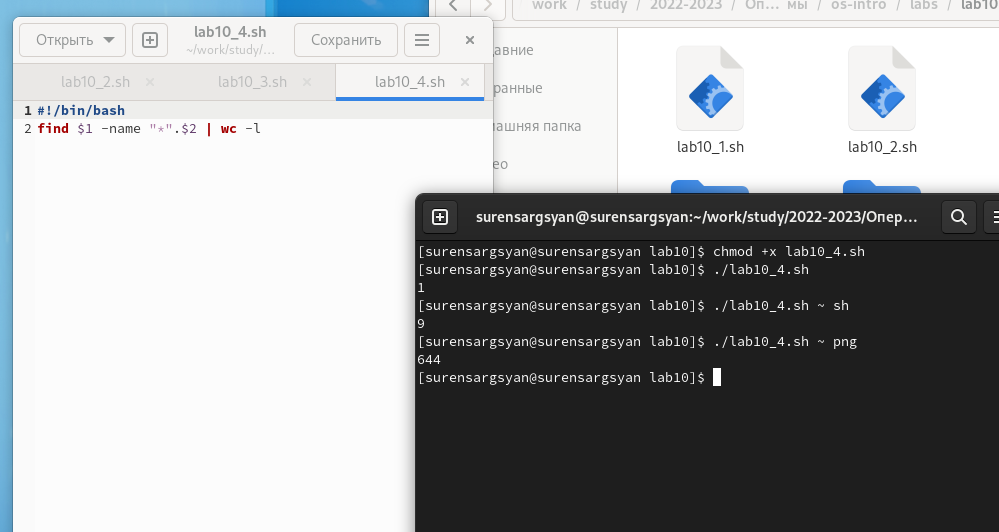 Открыть
lab10_4.sh
~/work/study/...
Сохранить
lab10_2.sh
lab10_3.sh
lab10_4.sh
1 #!/bin/bash
2 find $1 -name "*".$2 | wc -l
work / study / 2022-2023 / Оп... мы / os-intro / labs / lab10
давние
ранные
машняя папка
ео
lab10_1.sh
lab10_2.sh
surensargsyan@surensargsyan:~/work/study/2022-2023/Опер...
[surensargsyan@surensargsyan lab10]$ chmod +x lab10_4.sh
[surensargsyan@surensargsyan lab10]$ ./lab10_4.sh
1
[surensargsyan@surensargsyan lab10]$ ./lab10_4.sh ~ sh
9
[surensargsyan@surensargsyan lab10]$ ./lab10_4.sh ~ png
644
[surensargsyan@surensargsyan lab10]$